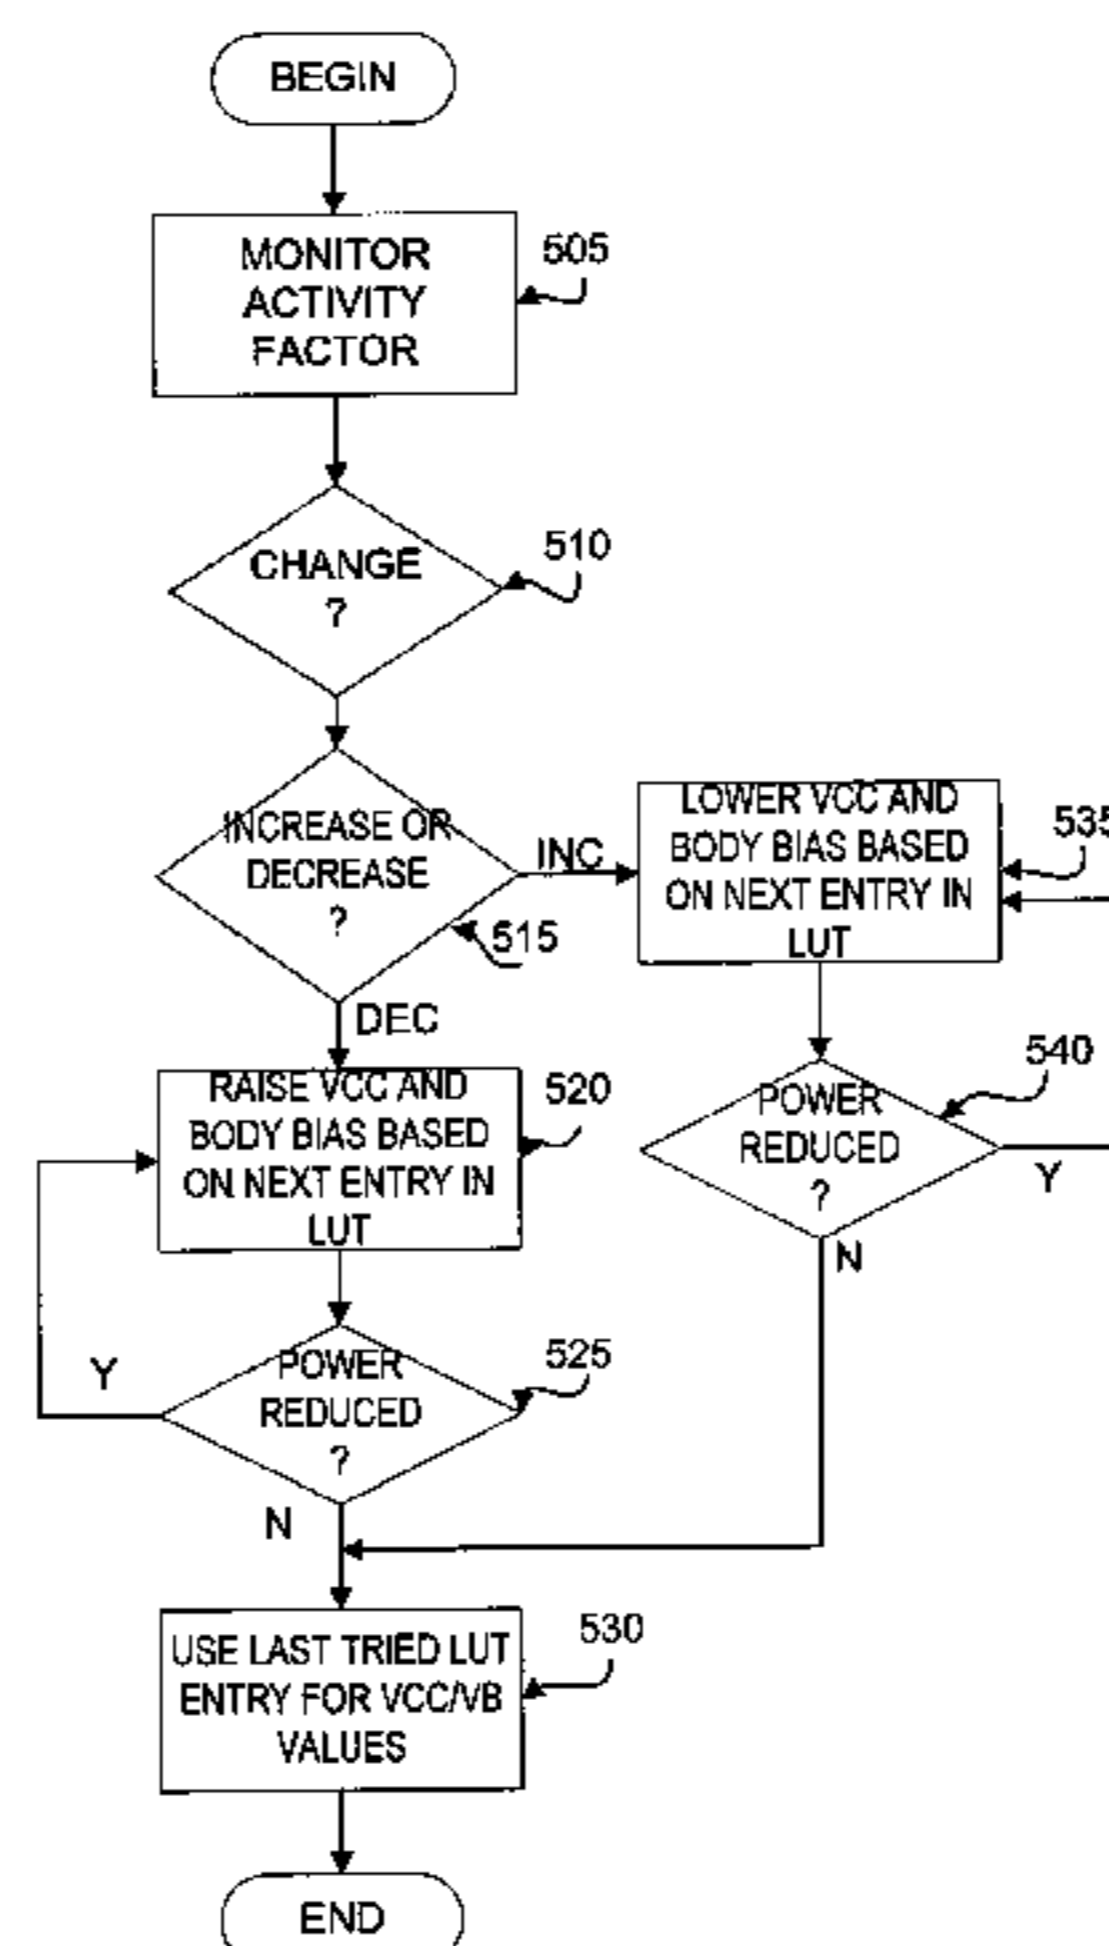 BEGIN
MONITOR
ACTIVITY
FACTOR
505
CHANGE
?
510
INCREASE OR
DECREASE
?
515
INC
DEC
LOWER VCC AND
BODY BIAS BASED
ON NEXT ENTRY IN
LUT
535
RAISE VCC AND
BODY BIAS BASED
ON NEXT ENTRY IN
LUT
520
POWER
REDUCED
?
540
Y
N
POWER
REDUCED
?
525
Y
N
USE LAST TRIED LUT
ENTRY FOR VCC/VB
VALUES
530
END